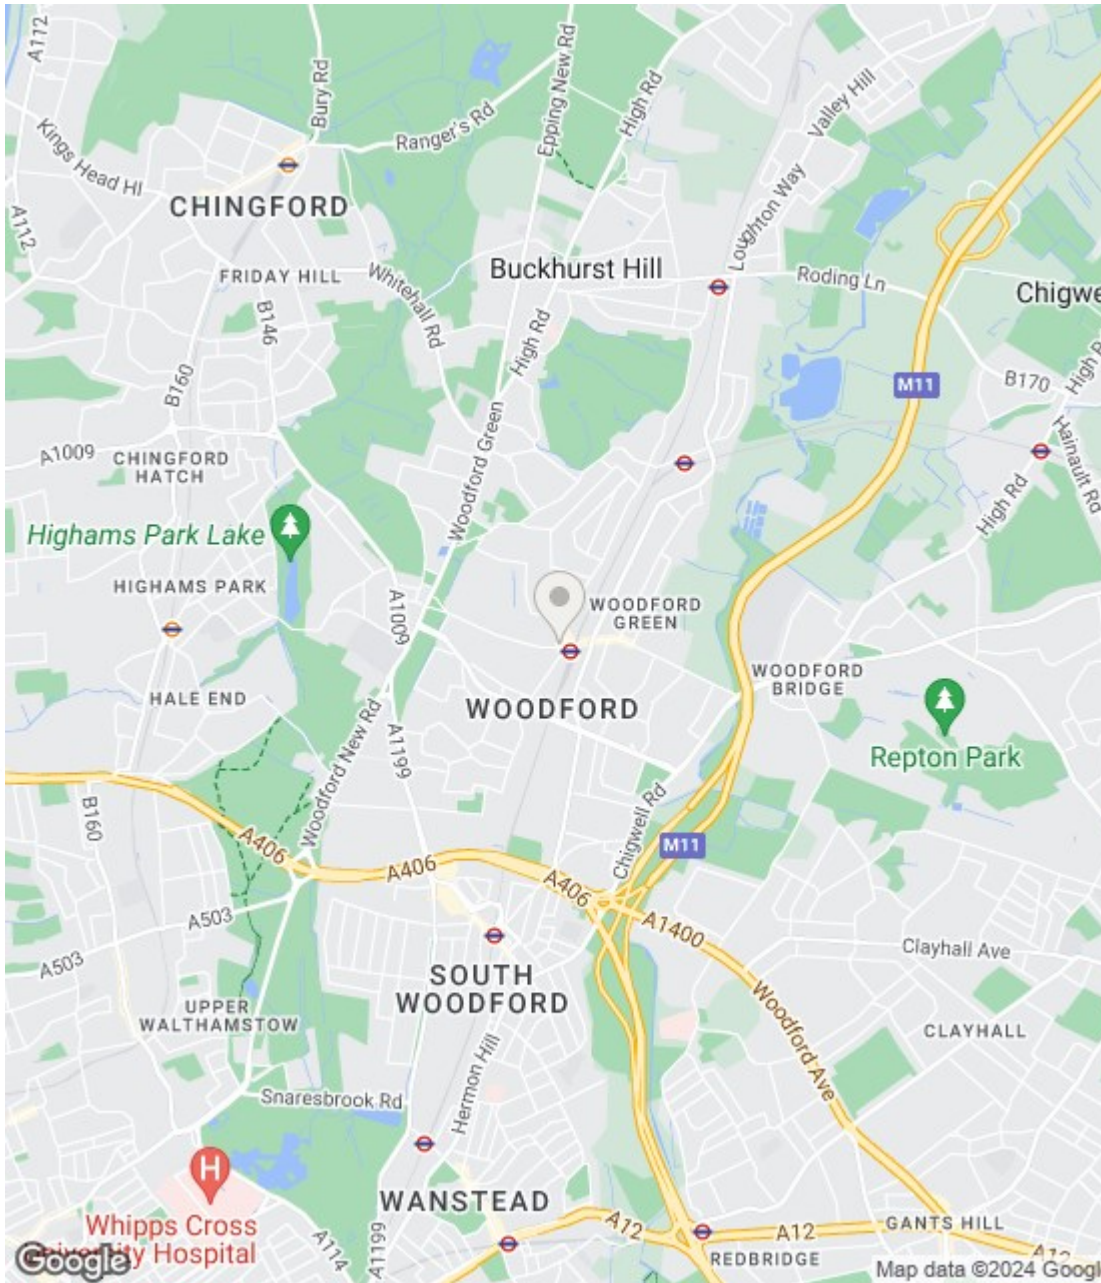 A112
Bury Rd
Epping New Rd
High Rd
Valley Hill
Ranger's Rd
Kings Head Hl
Loughton Way
CHINGFORD
A112
FRIDAY HILL
Whitehall Rd
Buckhurst Hill
Roding Ln
Chigwe
B146
High Rd
B160
M11
B170
High R
Hainault Rd
A1009
CHINGFORD
HATCH
Woodford Green
High Rd
Highams Park Lake
HIGHAMS PARK
A1009
WOODFORD
GREEN
HALE END
WOODFORD
BRIDGE
WOODFORD
Repton Park
Woodford New Rd
A1199
B160
A406
A406
Chigwell Rd
M11
A406
A503
A1400
A503
Clayhall Ave
SOUTH
WOODFORD
UPPER
WALTHAMSTOW
Woodford Ave
CLAYHALL
Hermon Hill
Snaresbrook Rd
H
WANSTEAD
Whipps Cross
University Hospital
A1199
A114
A12
A12
GANTS HILL
REDBRIDGE
A12
Google
Map data ©2024 Googl